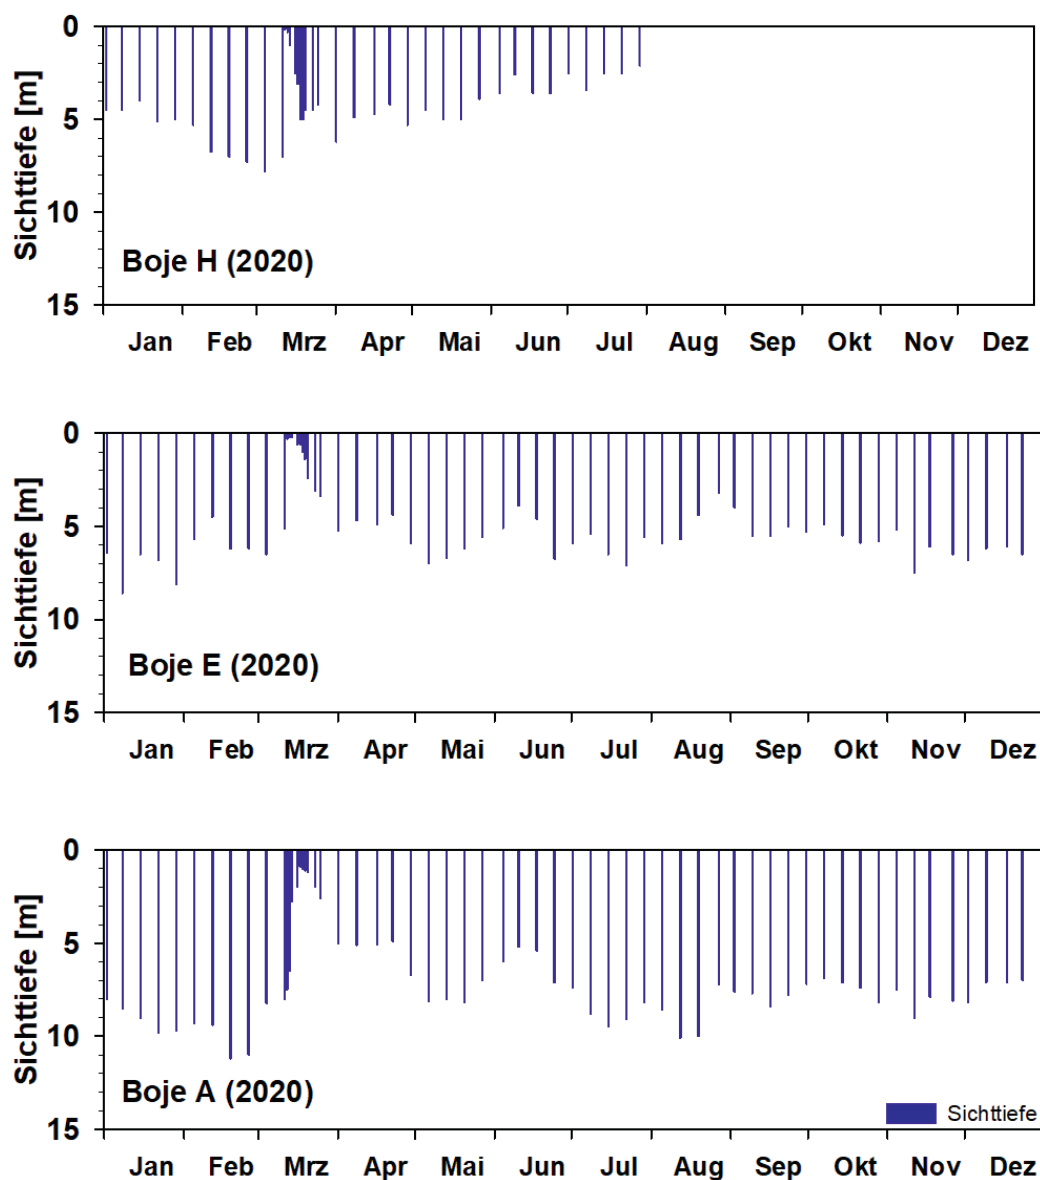 0
5
10
15
Sichttiefe [m]
Boje H (2020)
Jan Feb Mrz Apr Mai Jun Jul Aug Sep Okt Nov Dez
0
5
10
15
Sichttiefe [m]
Boje E (2020)
Jan Feb Mrz Apr Mai Jun Jul Aug Sep Okt Nov Dez
0
5
10
15
Sichttiefe [m]
Boje A (2020)
Sichttiefe
Jan Feb Mrz Apr Mai Jun Jul Aug Sep Okt Nov Dez